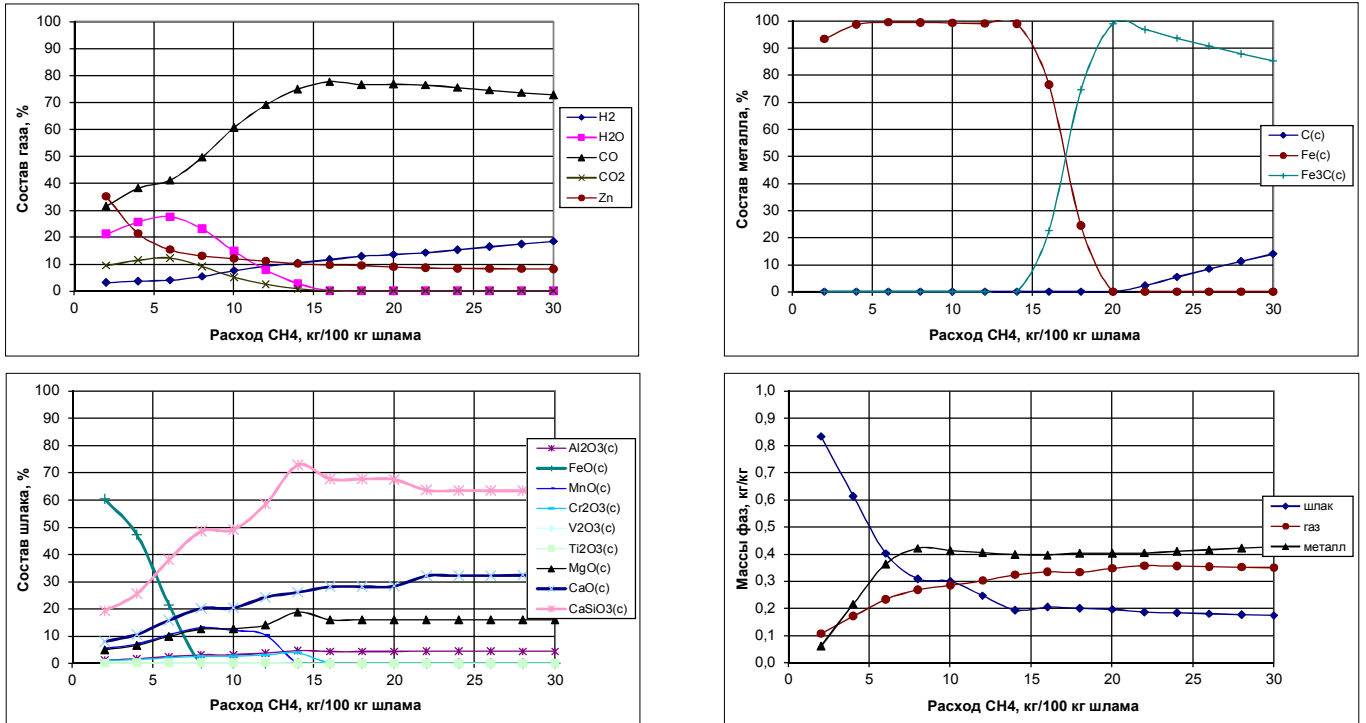 Состав газа, %
100
90
80
70
60
50
40
30
20
10
0
0 5 10 15 20 25 30
Расход СН4, кг/100 кг шлама
H2
H2O
CO
CO2
Zn
Состав металла, %
100
90
80
70
60
50
40
30
20
10
0
0 5 10 15 20 25 30
Расход СН4, кг/100 кг шлама
C(c)
Fe(c)
Fe3C(c)
Состав шлака, %
100
90
80
70
60
50
40
30
20
10
0
0 5 10 15 20 25 30
Расход СН4, кг/100 кг шлама
Al2O3(c)
FeO(c)
MnO(c)
Cr2O3(c)
V2O3(c)
Ti2O3(c)
MgO(c)
CaO(c)
CaSiO3(c)
Массы фаз, кг/кг
1,0
0,9
0,8
0,7
0,6
0,5
0,4
0,3
0,2
0,1
0,0
0 5 10 15 20 25 30
Расход СН4, кг/100 кг шлама
шлак
газ
металл